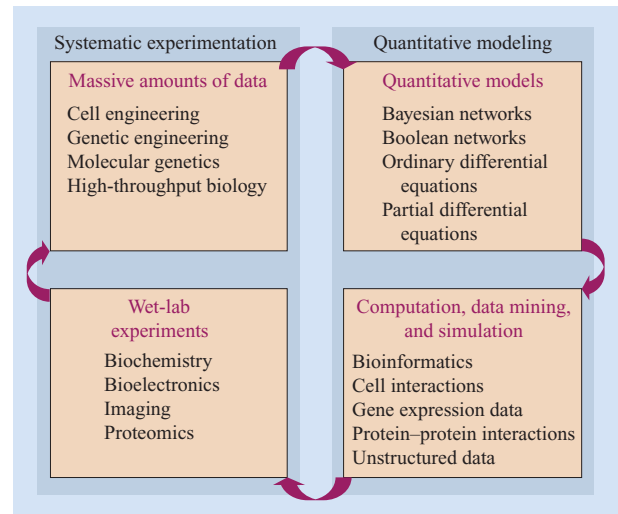 Systematic experimentation
Massive amounts of data
Cell engineering
Genetic engineering
Molecular genetics
High-throughput biology
Quantitative modeling
Quantitative models
Bayesian networks
Boolean networks
Ordinary differential
equations
Partial differential
equations
Wet-lab
experiments
Biochemistry
Bioelectronics
Imaging
Proteomics
Computation, data mining,
and simulation
Bioinformatics
Cell interactions
Gene expression data
Protein–protein interactions
Unstructured data